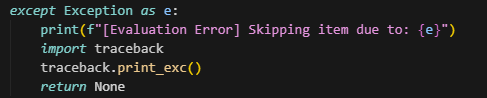 except Exception as e:
    print(f"[Evaluation Error] Skipping item due to: {e}")
    import traceback
    traceback.print_exc()
    return None